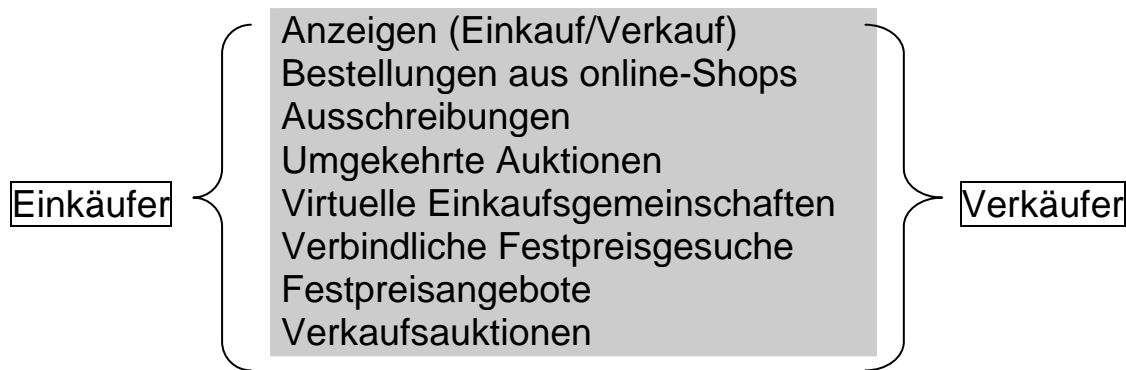 Anzeigen (Einkauf/Verkauf)
Bestellungen aus online-Shops
Ausschreibungen
Umgekehrte Auktionen
Einkäufer
Virtuelle Einkaufsgemeinschaften
Verkäufer
Verbindliche Festpreisgesuche
Festpreisangebote
Verkaufsauktionen